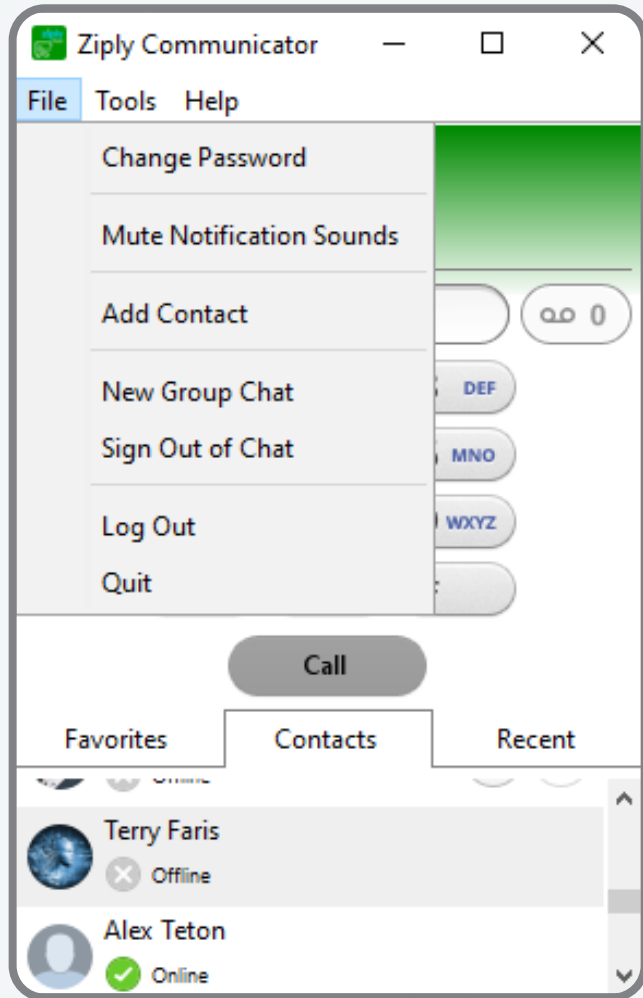 Ziply Communicator
File Tools Help
Change Password
Mute Notification Sounds
Add Contact
0
New Group Chat
DEF
Sign Out of Chat
MNO
Log Out
WXYZ
Quit
Call
Favorites Contacts Recent
Terry Faris
Offline
Alex Teton
Online